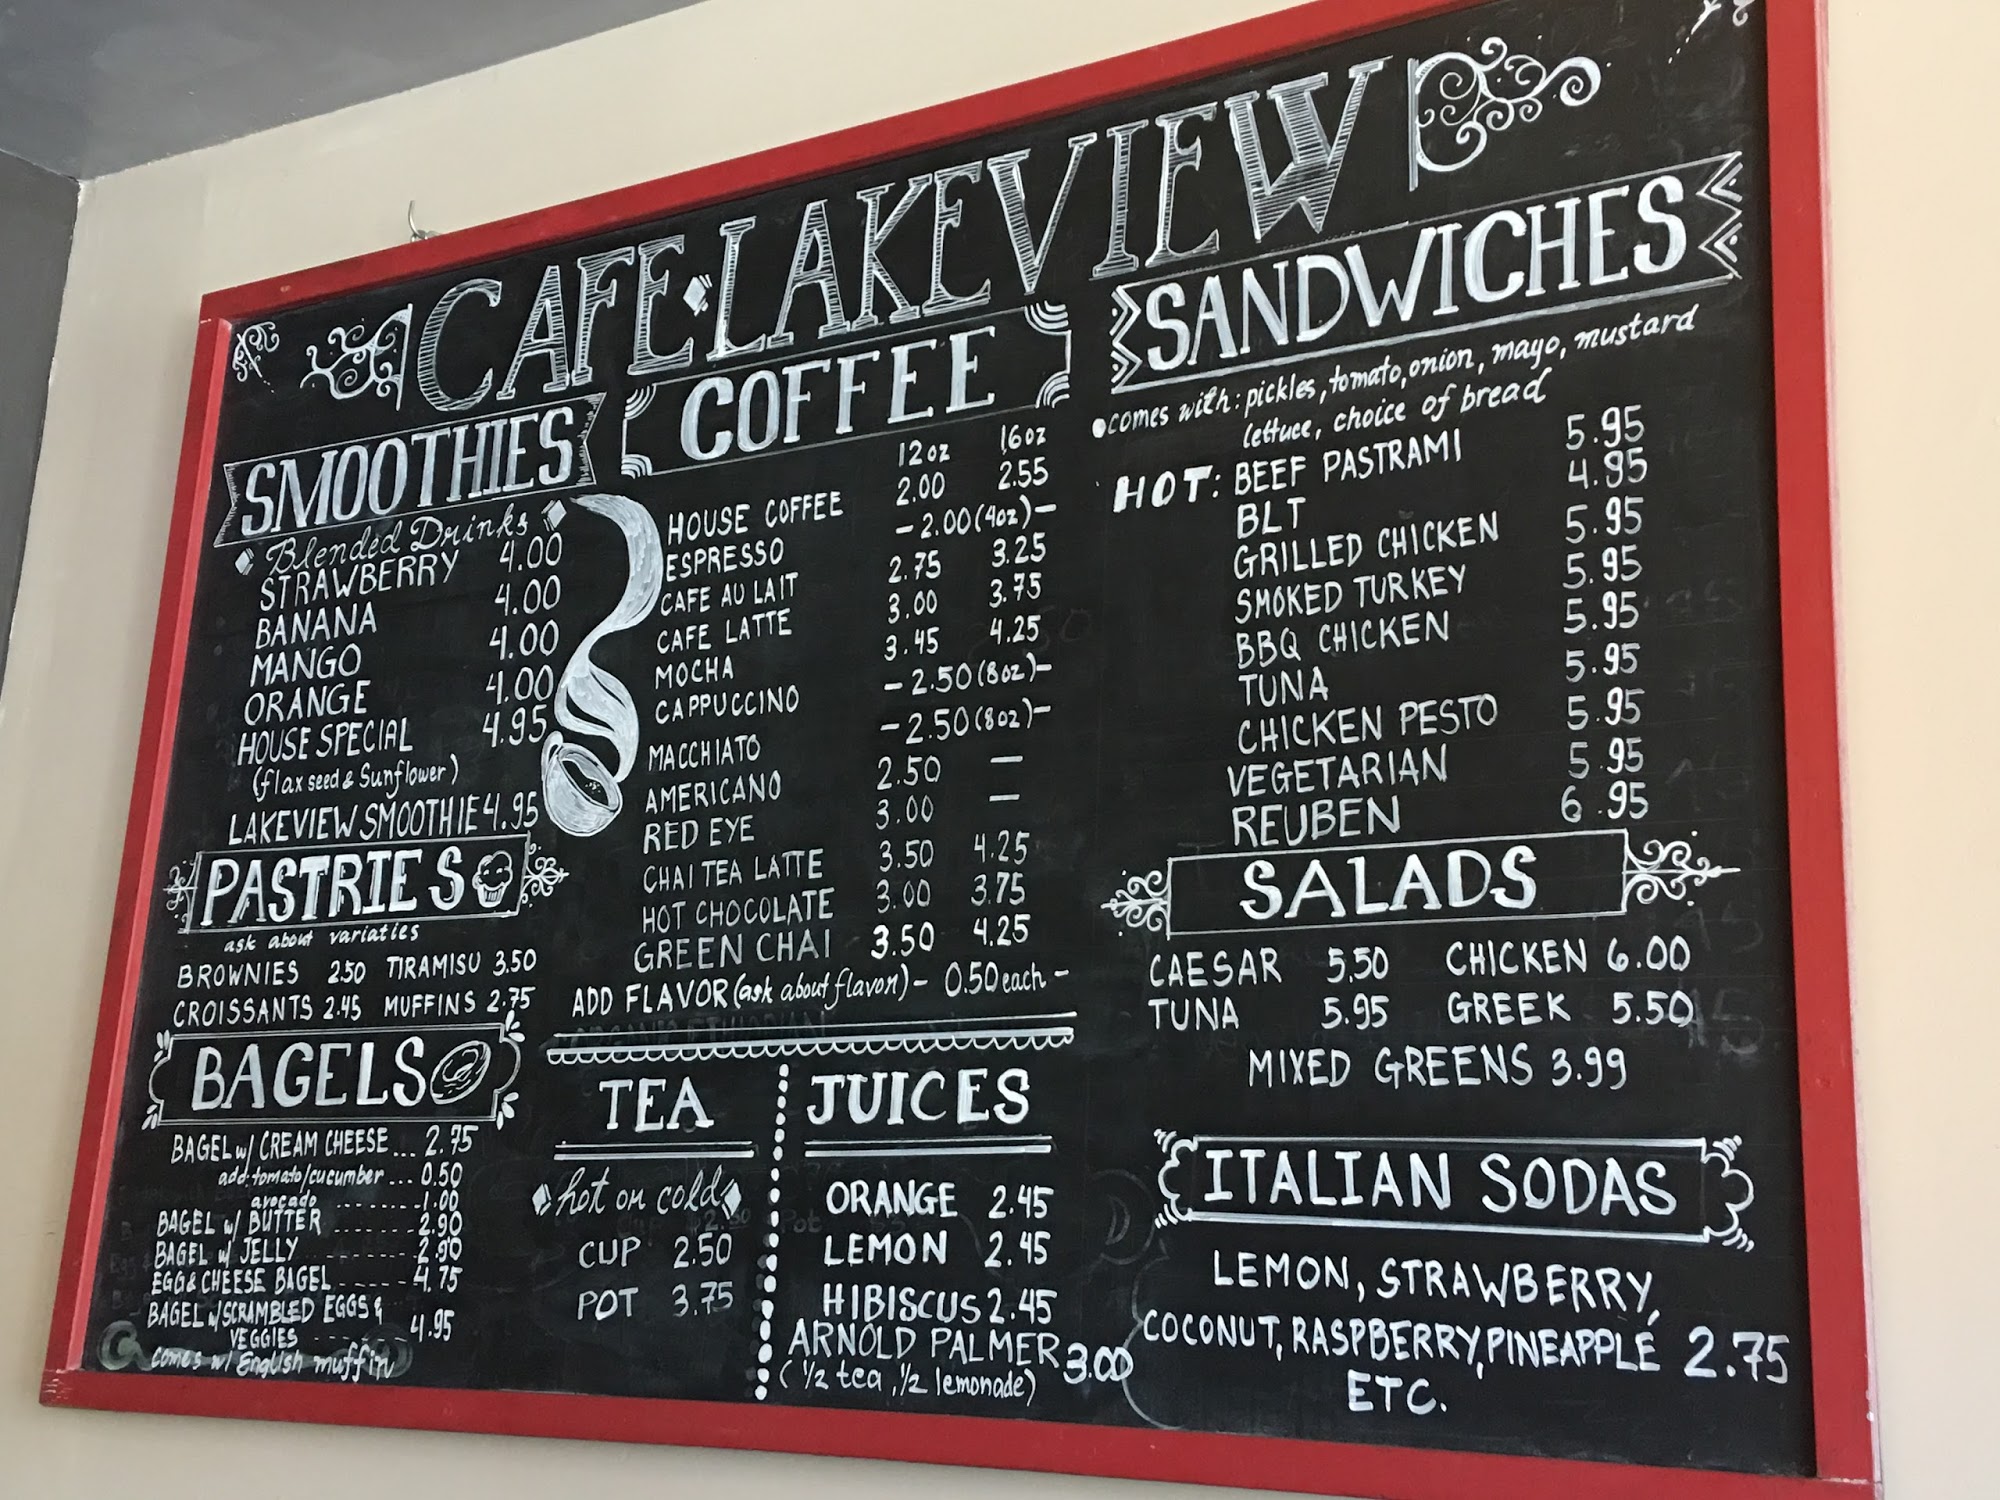 CAFE LAKEVIEW
SMOOTHIES
Blended Drinks
STRAWBERRY 4.00
BANANA 4.00
MANGO 4.00
ORANGE 4.00
HOUSE SPECIAL 4.95
(flax seed & Sunflower)
LAKEVIEW SMOOTHIE 4.95
PASTRIES
ask about variaties
BROWNIES 2.50 TIRAMISU 3.50
CROISSANTS 2.45 MUFFINS 2.75
BAGELS
BAGEL w/ CREAM CHEESE... 2.75
add: tomato/cucumber ... 0.50
avocado -------- 1.00
BAGEL w/ BUTTER -------- 2.90
BAGEL w/ JELLY -------- 2.90
EGG & CHEESE BAGEL ------ 4.75
BAGEL w/ SCRAMBLED EGGS &
VEGGIES -------- 4.95
comes w/ English muffin
COFFEE
12oz 16oz
HOUSE COFFEE 2.00 2.55
ESPRESSO - 2.00 (4oz) -
CAFE AU LAIT 2.75 3.25
CAFE LATTE 3.00 3.75
MOCHA 3.45 4.25
CAPPUCCINO - 2.50 (8oz) -
MACCHIATO - 2.50 (8oz) -
AMERICANO 2.50 —
RED EYE 3.00 —
CHAI TEA LATTE 3.50 4.25
HOT CHOCOLATE 3.00 3.75
GREEN CHAI 3.50 4.25
ADD FLAVOR (ask about flavor) - 0.50 each -
TEA
hot or cold
CUP 2.50
POT 3.75
JUICES
ORANGE 2.45
LEMON 2.45
HIBISCUS 2.45
ARNOLD PALMER 3.00
(1/2 tea, 1/2 lemonade)
SANDWICHES
•comes with: pickles, tomato, onion, mayo, mustard
lettuce, choice of bread
HOT: BEEF PASTRAMI 5.95
BLT 4.95
GRILLED CHICKEN 5.95
SMOKED TURKEY 5.95
BBQ CHICKEN 5.95
TUNA 5.95
CHICKEN PESTO 5.95
VEGETARIAN 5.95
REUBEN 6.95
SALADS
CAESAR 5.50 CHICKEN 6.00
TUNA 5.95 GREEK 5.50
MIXED GREENS 3.99
ITALIAN SODAS
LEMON, STRAWBERRY,
COCONUT, RASPBERRY, PINEAPPLE 2.75
ETC.